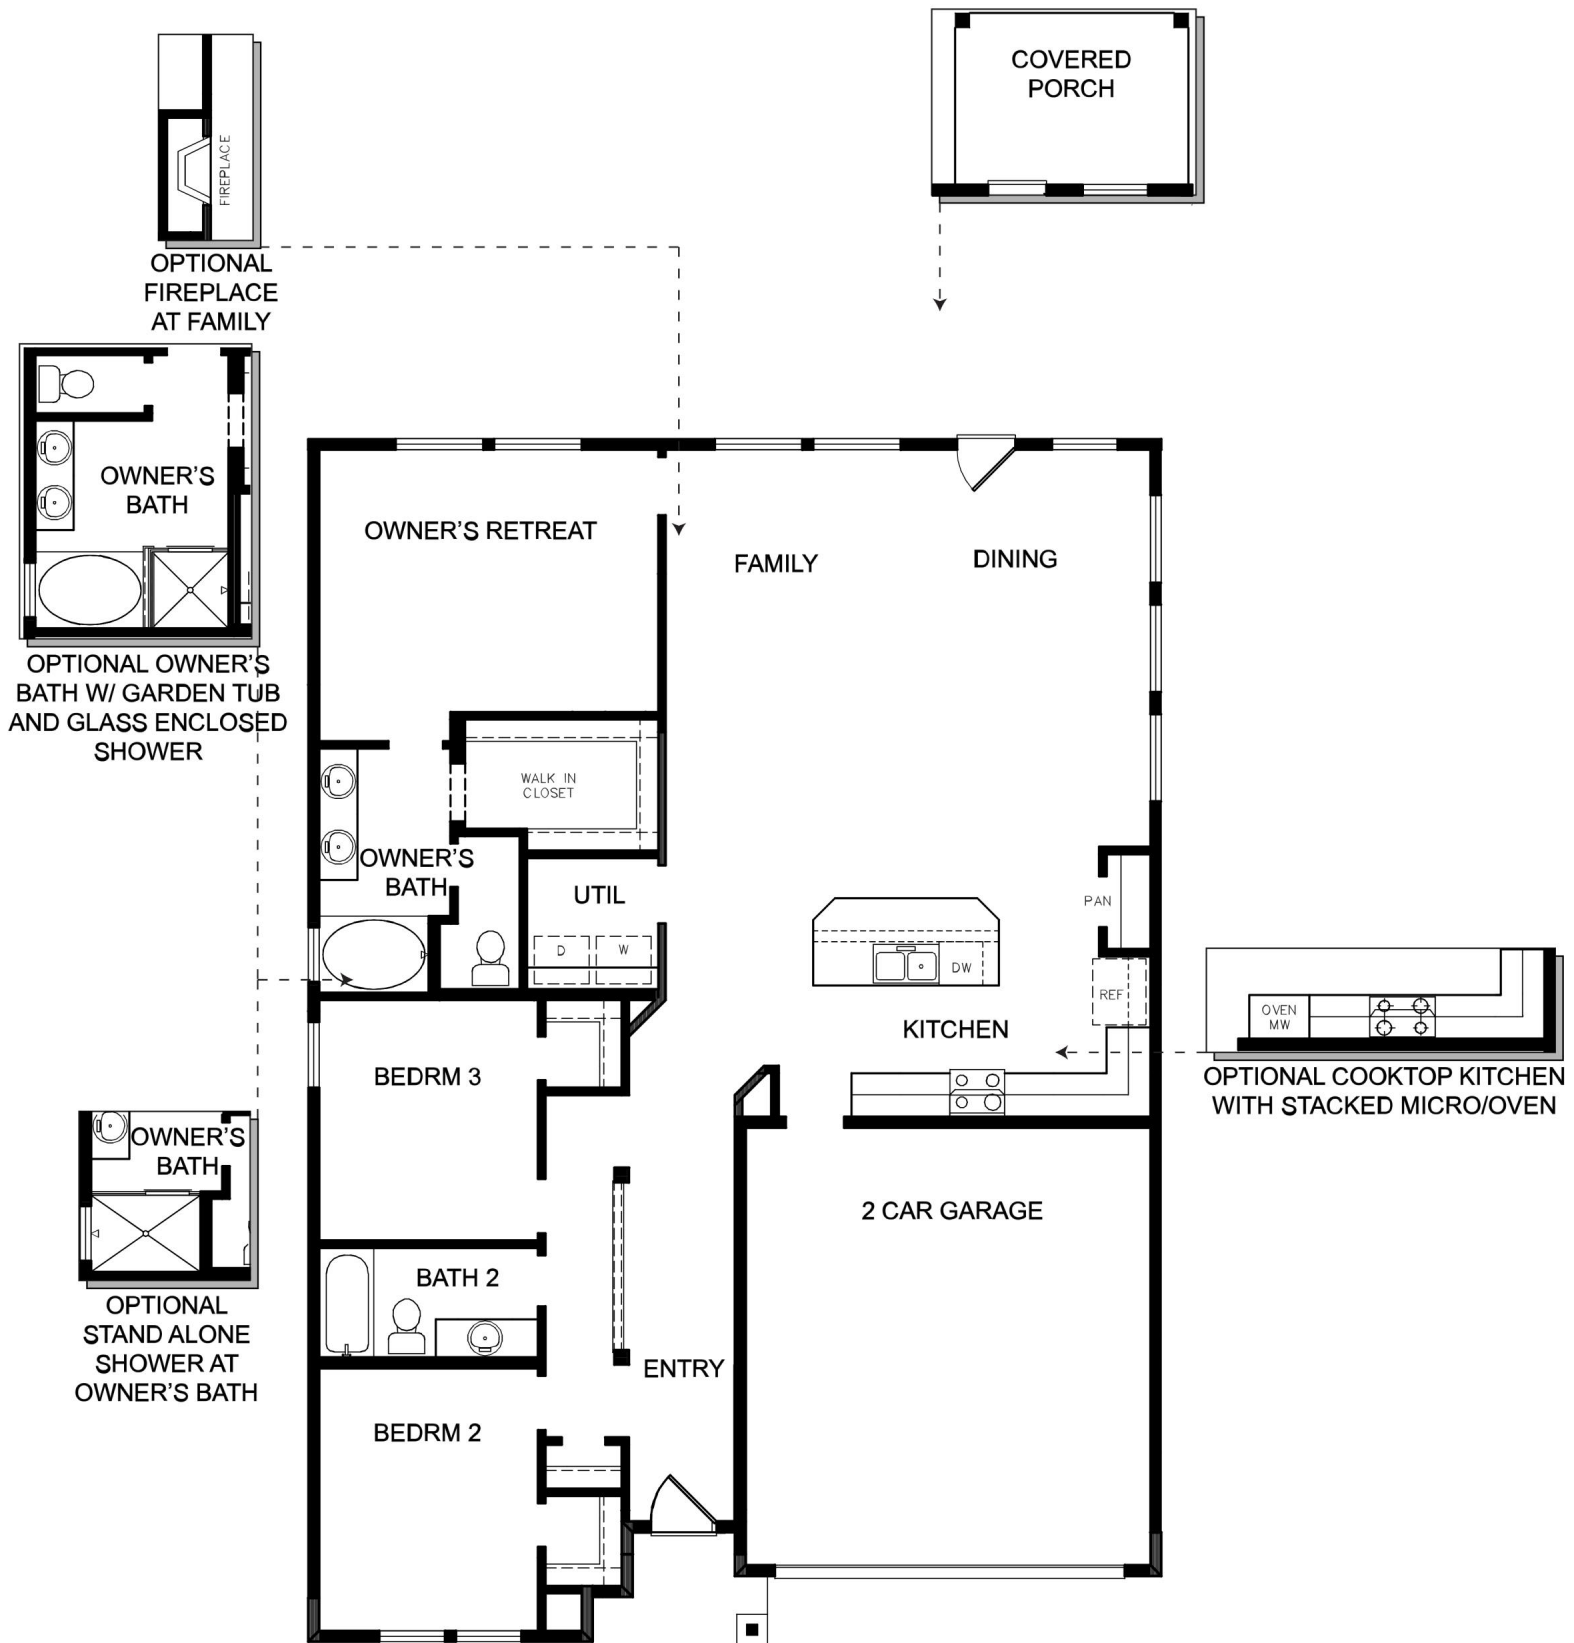 COVERED
PORCH
FIREPLACE
OPTIONAL
FIREPLACE
AT FAMILY
OWNER'S
BATH
OPTIONAL OWNER'S
BATH W/ GARDEN TUB
AND GLASS ENCLOSED
SHOWER
OWNER'S RETREAT
FAMILY
DINING
WALK IN
CLOSET
OWNER'S
BATH
UTIL
D
W
PAN
DW
REF
KITCHEN
OVEN
MW
OPTIONAL COOKTOP KITCHEN
WITH STACKED MICRO/OVEN
BEDRM 3
OWNER'S
BATH
OPTIONAL
STAND ALONE
SHOWER AT
OWNER'S BATH
2 CAR GARAGE
BATH 2
ENTRY
BEDRM 2